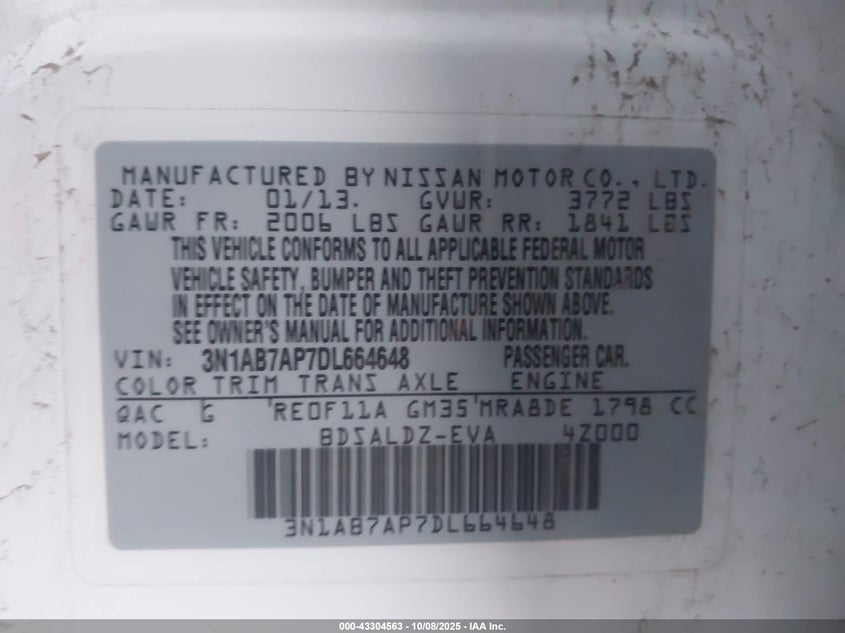 MANUFACTURED BY NISSAN MOTOR CO., LTD.
DATE: 01/13. GVWR: 3772 LBS
GAWR FR: 2006 LBS GAWR RR: 1841 LBS
THIS VEHICLE CONFORMS TO ALL APPLICABLE FEDERAL MOTOR
VEHICLE SAFETY, BUMPER AND THEFT PREVENTION STANDARDS
IN EFFECT ON THE DATE OF MANUFACTURE SHOWN ABOVE.
SEE OWNER'S MANUAL FOR ADDITIONAL INFORMATION.
VIN: 3N1AB7AP7DL664648 PASSENGER CAR.
COLOR TRIM TRANS AXLE ENGINE
QAC G RE0F11A GM35 MRA8DE 1798 CC
MODEL: BDSALDZ-EVA 4Z000
3N1AB7AP7DL664648
000-43304563 - 10/08/2025 - IAA Inc.